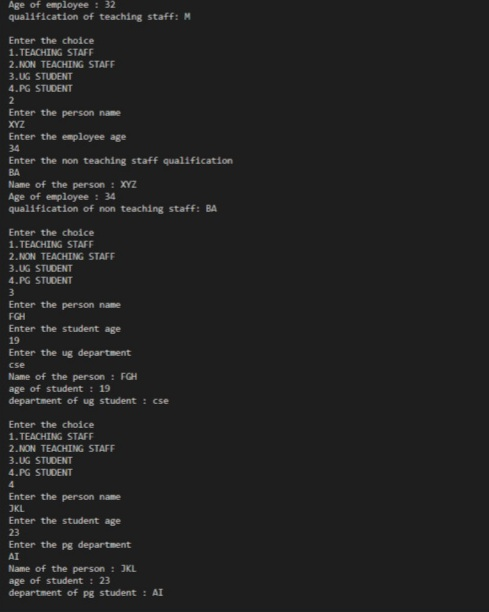 Age of employee : 32
qualification of teaching staff: M
Enter the choice
1.TEACHING STAFF
2.NON TEACHING STAFF
3.UG STUDENT
4.PG STUDENT
2
Enter the person name
XYZ
Enter the employee age
34
Enter the non teaching staff qualification
BA
Name of the person : XYZ
Age of employee : 34
qualification of non teaching staff: BA
Enter the choice
1.TEACHING STAFF
2.NON TEACHING STAFF
3.UG STUDENT
4.PG STUDENT
3
Enter the person name
FGH
Enter the student age
19
Enter the ug department
cse
Name of the person : FGH
age of student : 19
department of ug student : cse
Enter the choice
1.TEACHING STAFF
2.NON TEACHING STAFF
3.UG STUDENT
4.PG STUDENT
4
Enter the person name
JKL
Enter the student age
23
Enter the pg department
AI
Name of the person : JKL
age of student : 23
department of pg student : AI